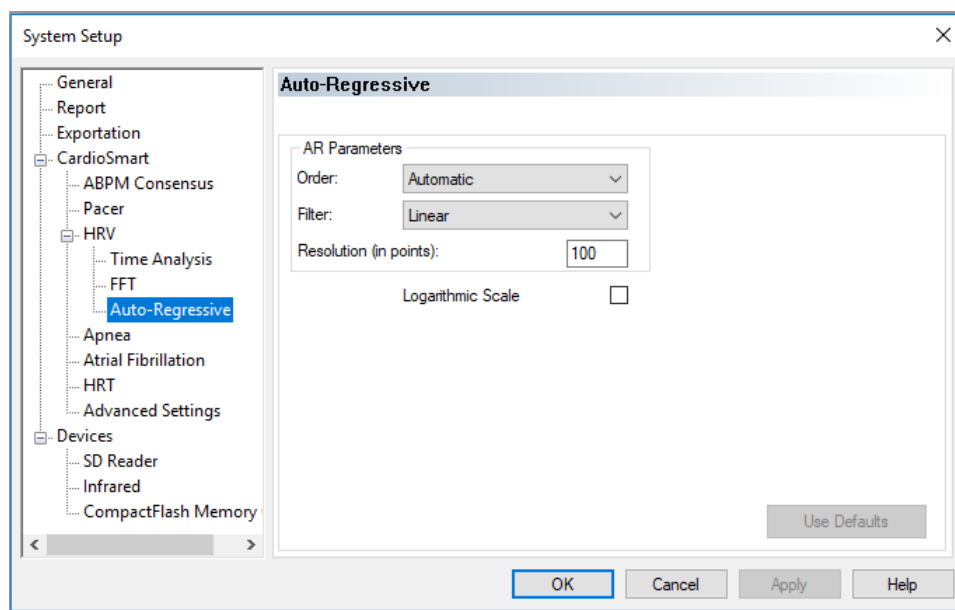 System Setup
General
Report
Exportation
CardioSmart
ABPM Consensus
Pacer
HRV
Time Analysis
FFT
Auto-Regressive
Apnea
Atrial Fibrillation
HRT
Advanced Settings
Devices
SD Reader
Infrared
CompactFlash Memory
Auto-Regressive
AR Parameters
Order: Automatic
Filter: Linear
Resolution (in points): 100
Logarithmic Scale
Use Defaults
OK Cancel Apply Help